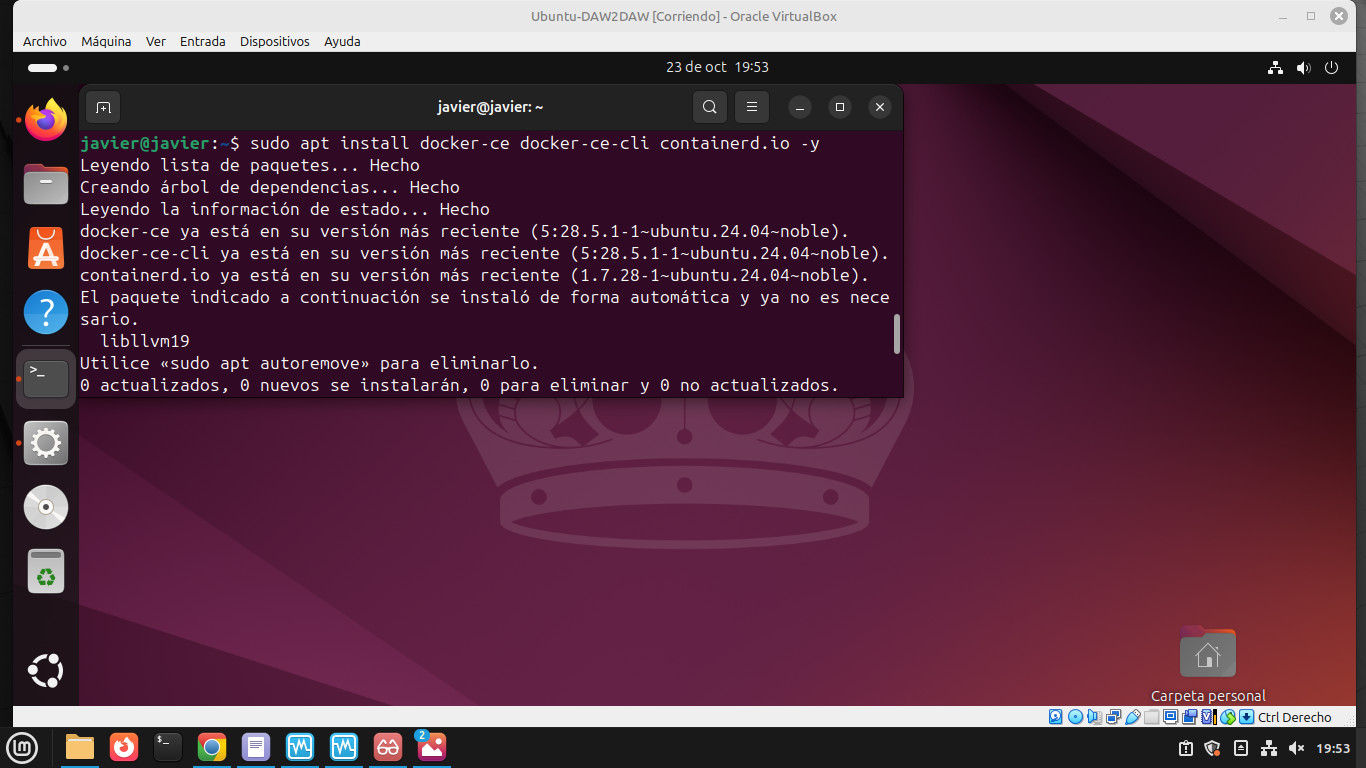 Ubuntu-DAW2DAW [Corriendo] - Oracle VirtualBox
Archivo Máquina Ver Entrada Dispositivos Ayuda
23 de oct 19:53
javier@javier: ~
javier@javier:~$ sudo apt install docker-ce docker-ce-cli containerd.io -y
Leyendo lista de paquetes... Hecho
Creando árbol de dependencias... Hecho
Leyendo la información de estado... Hecho
docker-ce ya está en su versión más reciente (5:28.5.1-1~ubuntu.24.04~noble).
docker-ce-cli ya está en su versión más reciente (5:28.5.1-1~ubuntu.24.04~noble).
containerd.io ya está en su versión más reciente (1.7.28-1~ubuntu.24.04~noble).
El paquete indicado a continuación se instaló de forma automática y ya no es nece
sario.
libllvm19
Utilice «sudo apt autoremove» para eliminarlo.
0 actualizados, 0 nuevos se instalarán, 0 para eliminar y 0 no actualizados.
Carpeta personal
Ctrl Derecho
2
19:53